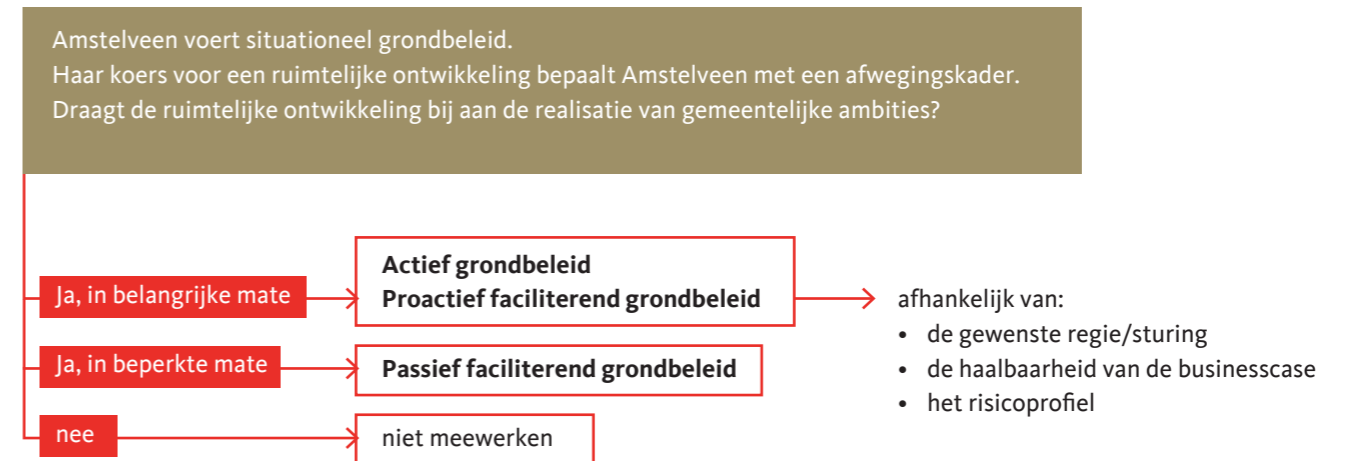 Amstelveen voert situationeel grondbeleid.
Haar koers voor een ruimtelijke ontwikkeling bepaalt Amstelveen met een afwegingskader.
Draagt de ruimtelijke ontwikkeling bij aan de realisatie van gemeentelijke ambities?
Ja, in belangrijke mate
Actief grondbeleid
Proactief faciliterend grondbeleid
afhankelijk van:
• de gewenste regie/sturing
• de haalbaarheid van de businesscase
• het risicoprofiel
Ja, in beperkte mate
Passief faciliterend grondbeleid
nee
niet meewerken